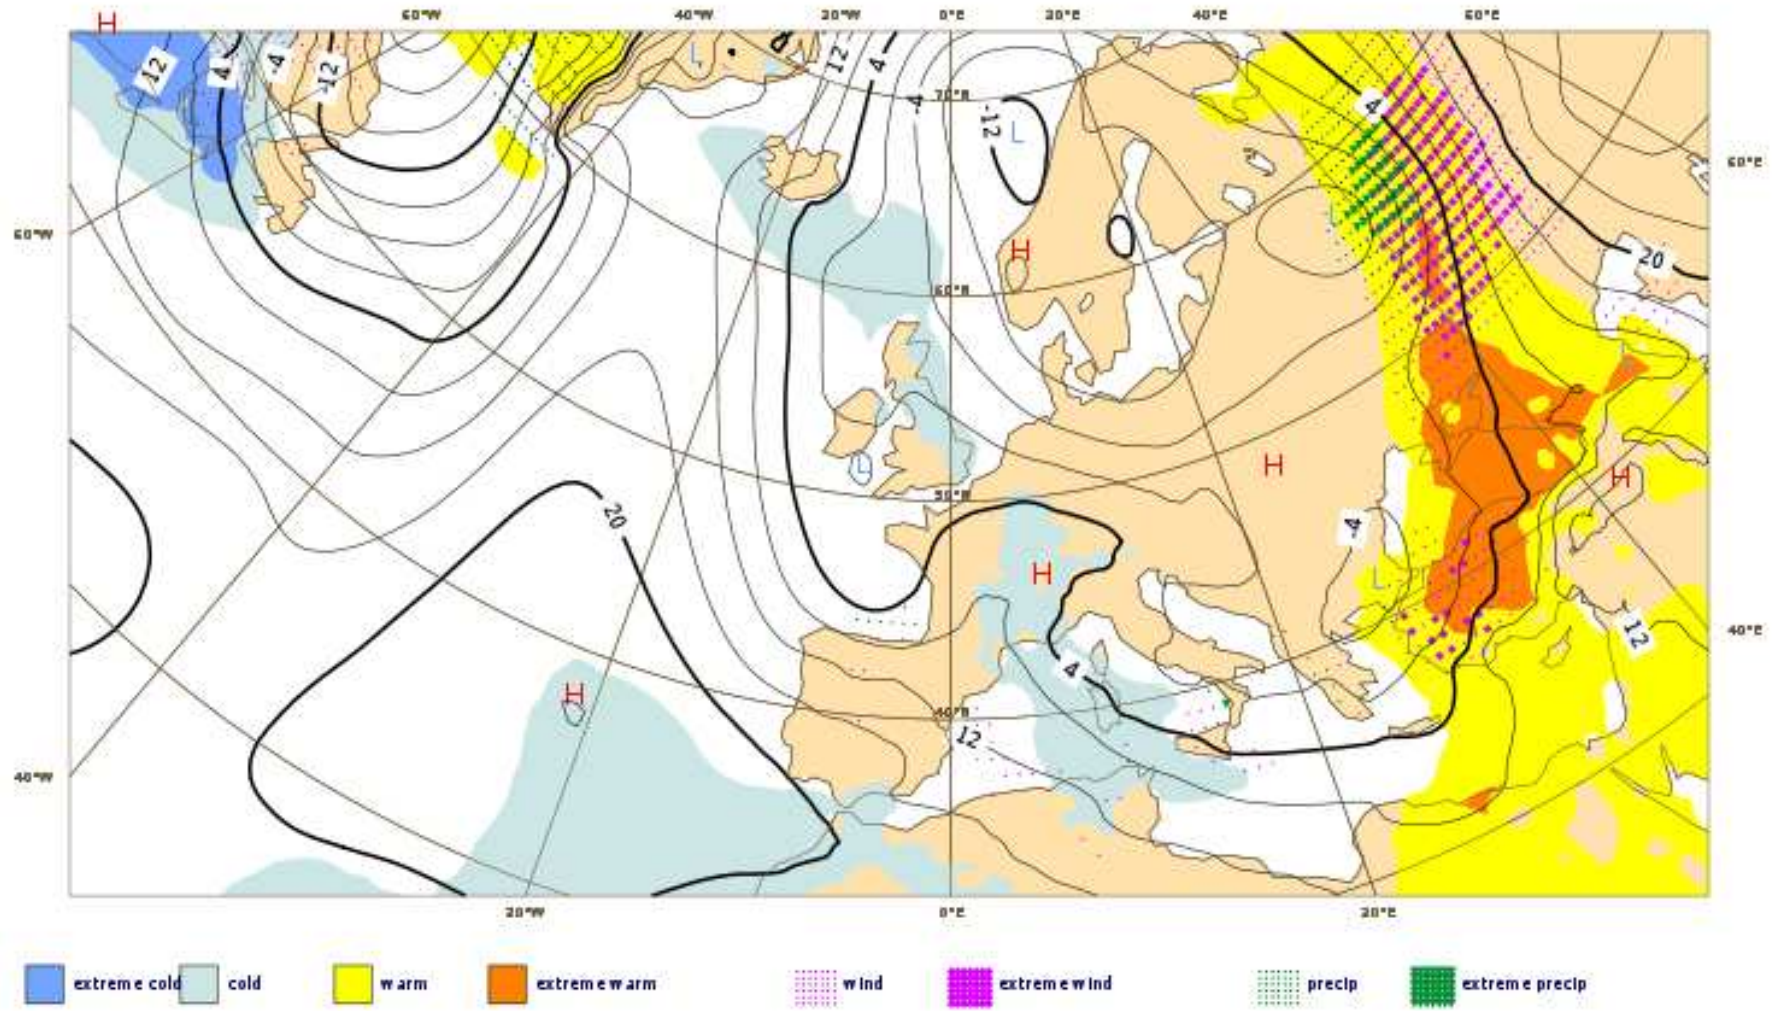 60°W 40°W 20°W 0°E 20°E 40°E 60°E
H
12 4 -4 -12 L 12 4
70°N -4 -12 L 4
60°E
L
60°W
H 20
60°N
L
L H H
50°N
20 -4
H L
40°E
12
4
H
40°N
12
40°W
20°W 0°E 20°E
extreme cold cold warm extreme warm wind extreme wind precip extreme precip